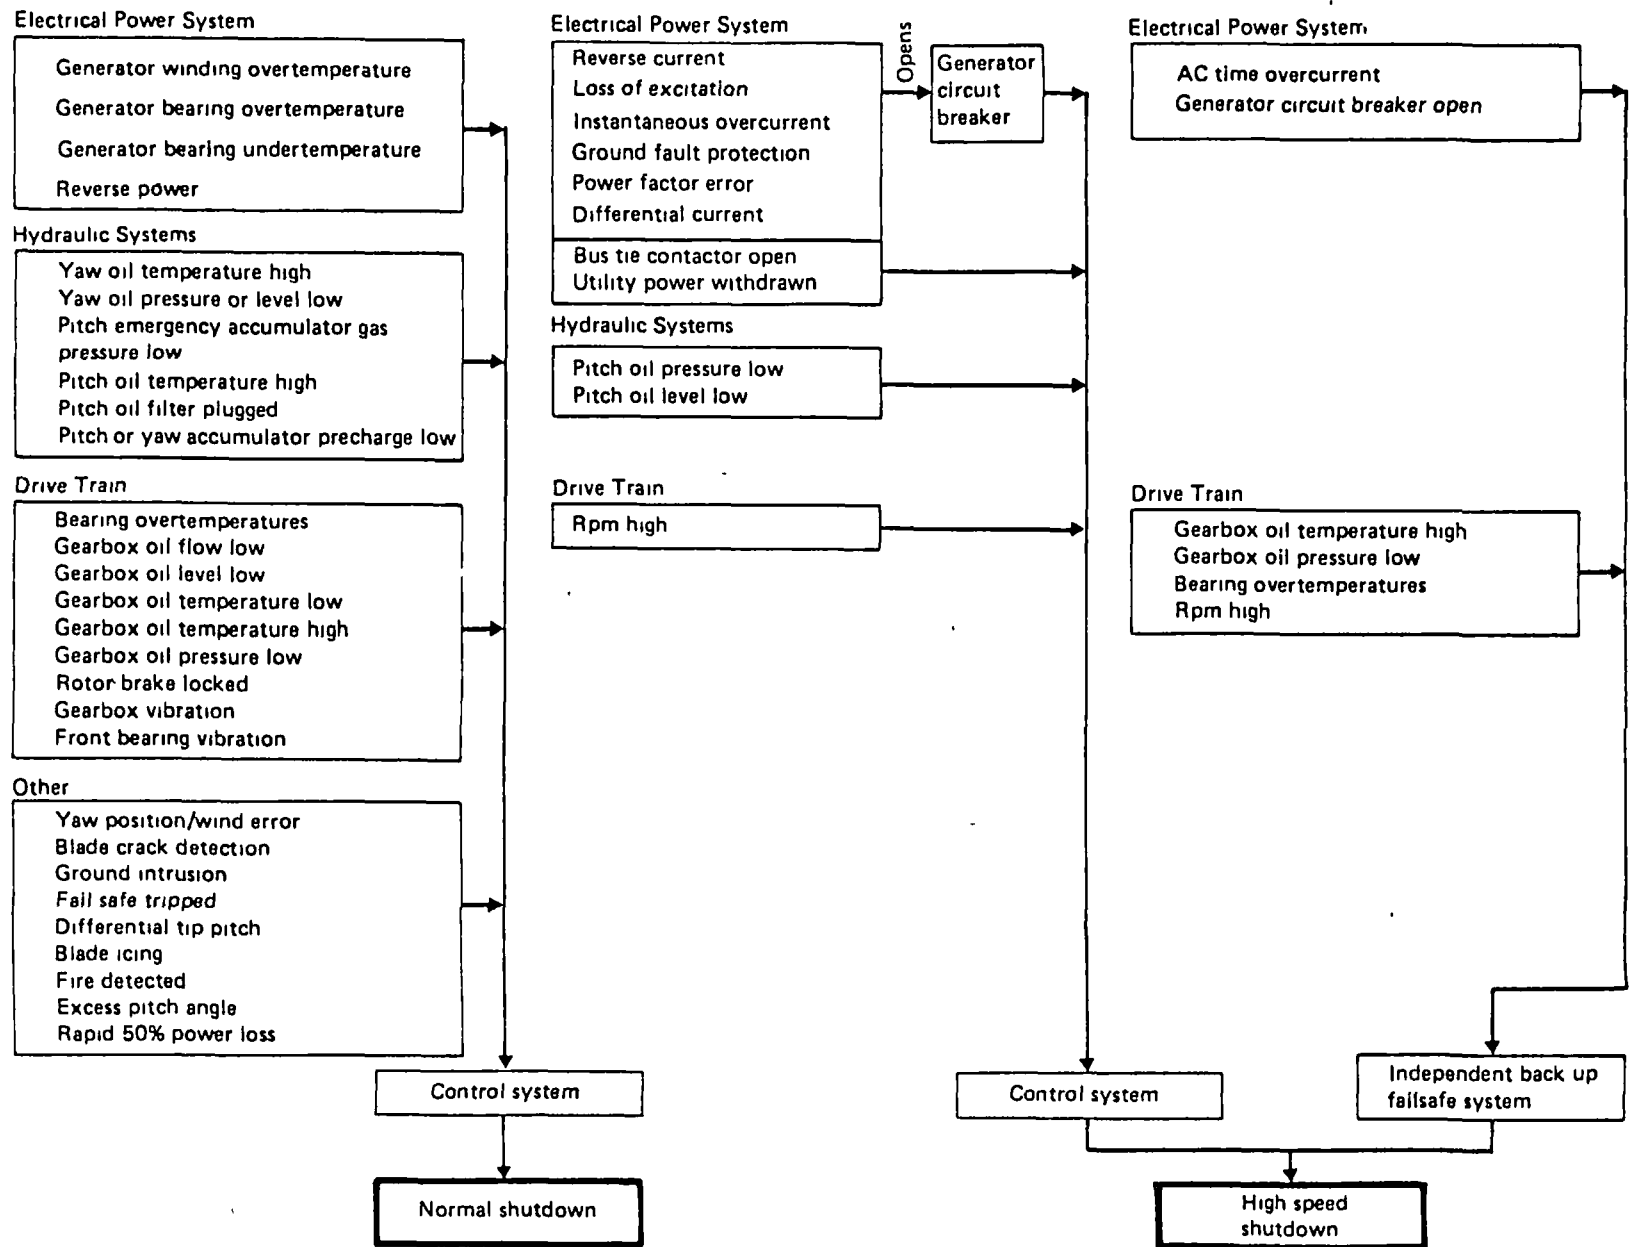 Electrical Power System
Generator winding overtemperature
Generator bearing overtemperature
Generator bearing undertemperature
Reverse power
Hydraulic Systems
Yaw oil temperature high
Yaw oil pressure or level low
Pitch emergency accumulator gas
pressure low
Pitch oil temperature high
Pitch oil filter plugged
Pitch or yaw accumulator precharge low
Drive Train
Bearing overtemperatures
Gearbox oil flow low
Gearbox oil level low
Gearbox oil temperature low
Gearbox oil temperature high
Gearbox oil pressure low
Rotor brake locked
Gearbox vibration
Front bearing vibration
Other
Yaw position/wind error
Blade crack detection
Ground intrusion
Fail safe tripped
Differential tip pitch
Blade icing
Fire detected
Excess pitch angle
Rapid 50% power loss
Control system
Normal shutdown
Electrical Power System
Reverse current
Loss of excitation
Instantaneous overcurrent
Ground fault protection
Power factor error
Differential current
Bus tie contactor open
Utility power withdrawn
Opens
Generator
circuit
breaker
Hydraulic Systems
Pitch oil pressure low
Pitch oil level low
Drive Train
Rpm high
Control system
Electrical Power System
AC time overcurrent
Generator circuit breaker open
Drive Train
Gearbox oil temperature high
Gearbox oil pressure low
Bearing overtemperatures
Rpm high
Independent back up
failsafe system
High speed
shutdown